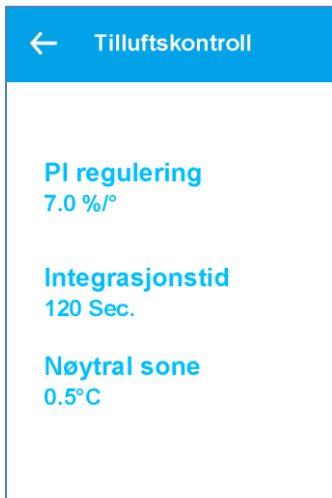 Tilluftskontroll
PI regulering
7.0 %/°
Integrasjonstid
120 Sec.
Nøytral sone
0.5°C